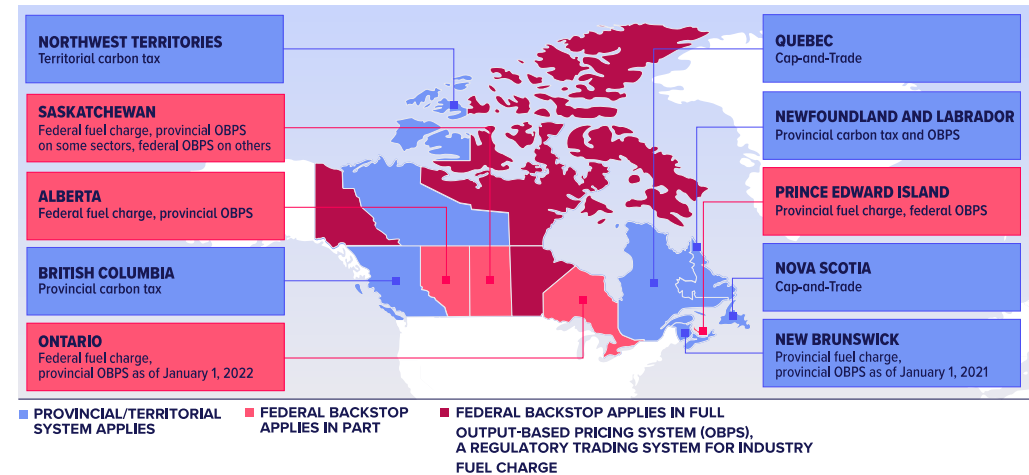 NORTHWEST TERRITORIES
Territorial carbon tax
SASKATCHEWAN
Federal fuel charge, provincial OBPS
on some sectors, federal OBPS on others
ALBERTA
Federal fuel charge, provincial OBPS
BRITISH COLUMBIA
Provincial carbon tax
ONTARIO
Federal fuel charge,
provincial OBPS as of January 1, 2022
QUEBEC
Cap-and-Trade
NEWFOUNDLAND AND LABRADOR
Provincial carbon tax and OBPS
PRINCE EDWARD ISLAND
Provincial fuel charge, federal OBPS
NOVA SCOTIA
Cap-and-Trade
NEW BRUNSWICK
Provincial fuel charge,
provincial OBPS as of January 1, 2021
PROVINCIAL/TERRITORIAL
SYSTEM APPLIES
FEDERAL BACKSTOP
APPLIES IN PART
FEDERAL BACKSTOP APPLIES IN FULL
OUTPUT-BASED PRICING SYSTEM (OBPS),
A REGULATORY TRADING SYSTEM FOR INDUSTRY
FUEL CHARGE